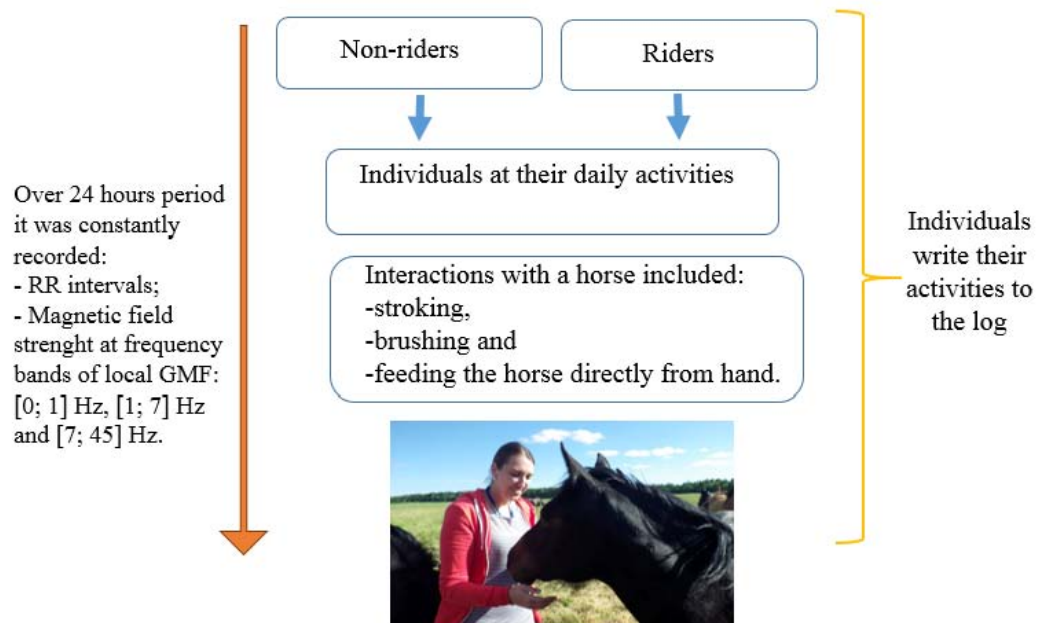 Non-riders
Riders
Individuals at their daily activities
Over 24 hours period
it was constantly
recorded:
- RR intervals;
- Magnetic field
strenght at frequency
bands of local GMF:
[0; 1] Hz, [1; 7] Hz
and [7; 45] Hz.
Interactions with a horse included:
-stroking,
-brushing and
-feeding the horse directly from hand.
Individuals
write their
activities to
the log